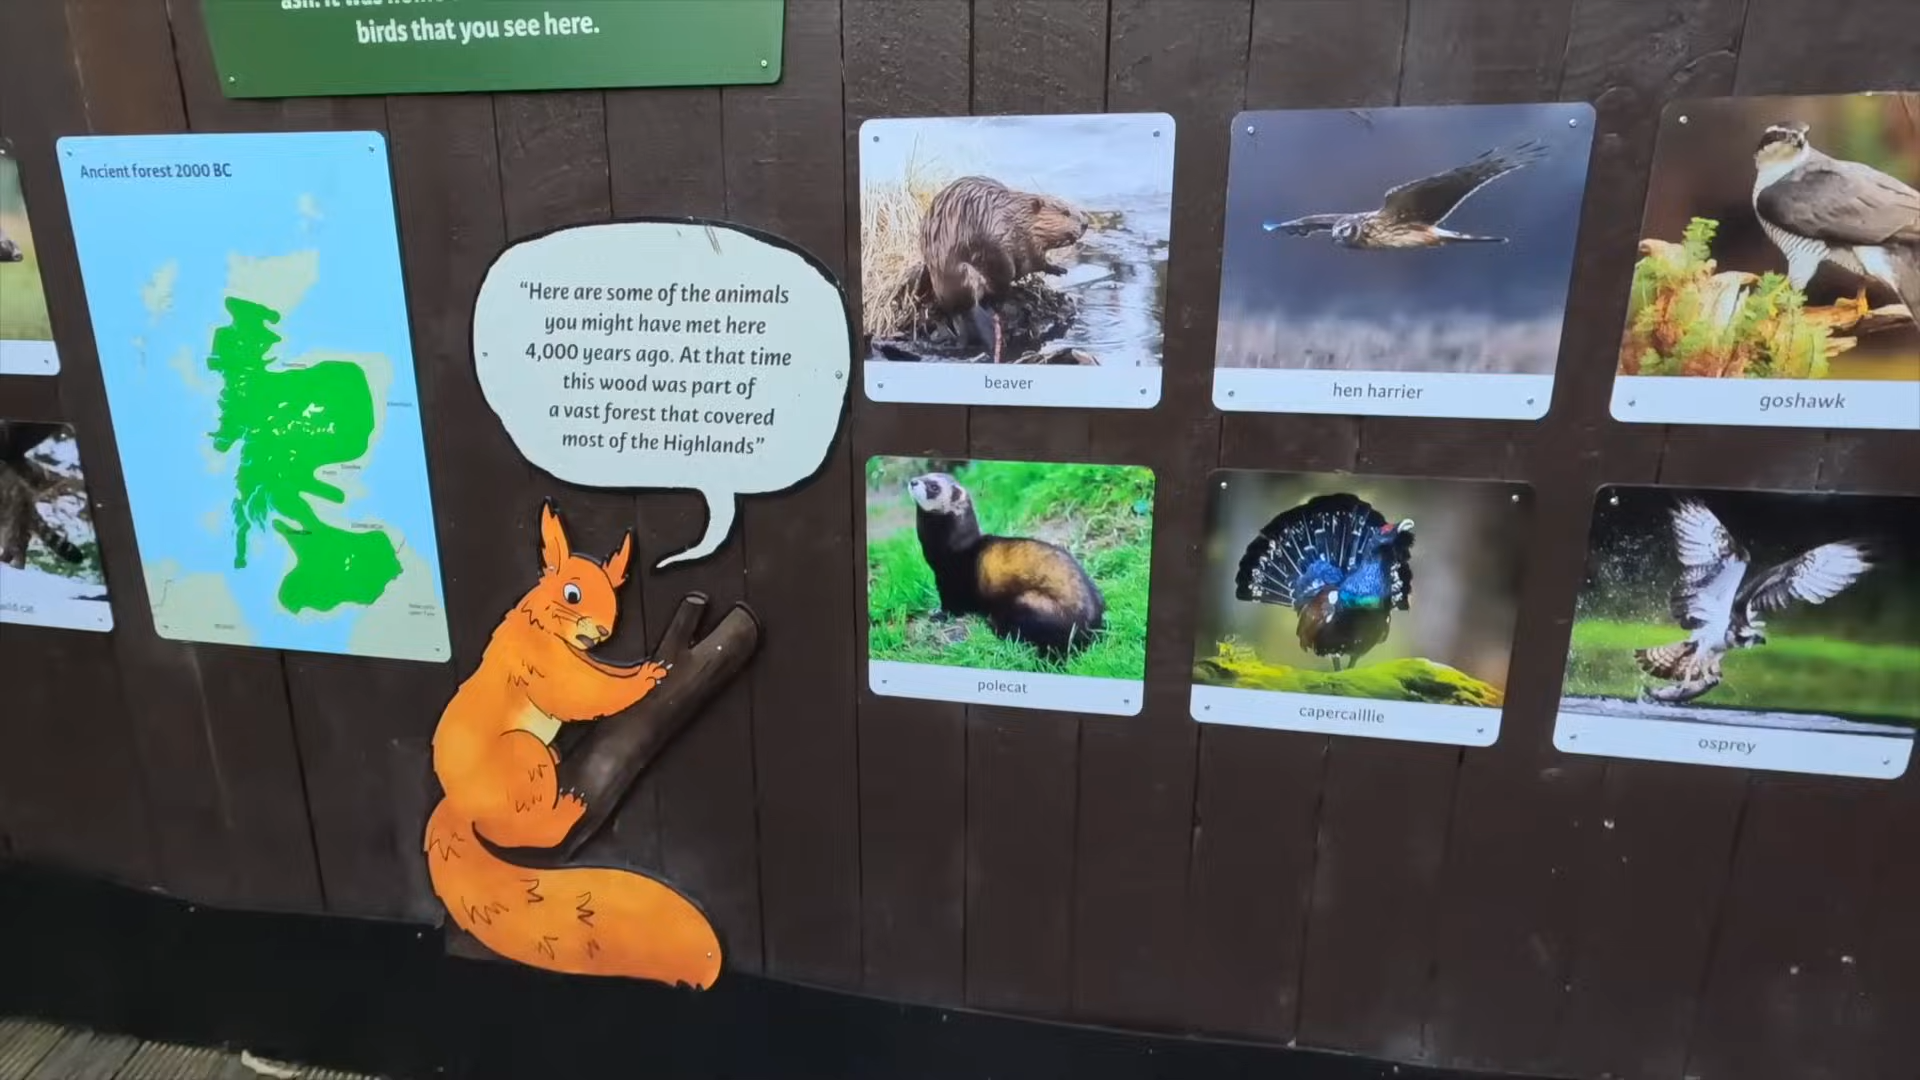 birds that you see here.
Ancient forest 2000 BC
“Here are some of the animals
you might have met here
4,000 years ago. At that time
this wood was part of
a vast forest that covered
most of the Highlands”
beaver
hen harrier
goshawk
polecat
capercaillie
osprey